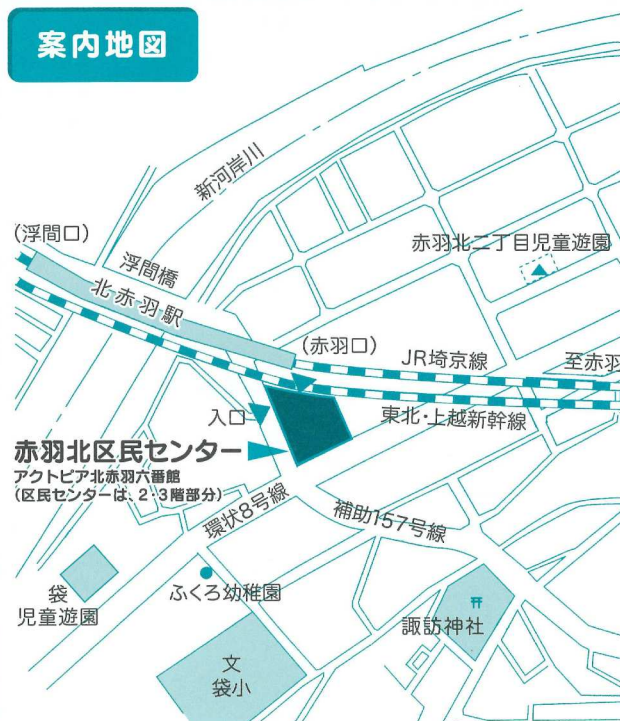 案内地図
新河岸川
(浮間口)
浮間橋
赤羽北二丁目児童遊園
北赤羽駅
(赤羽口)
JR埼京線
至赤羽
入口
東北・上越新幹線
赤羽北区民センター
アクトピア北赤羽六番館
(区民センターは、2・3階部分)
環状8号線
補助157号線
ふくろ幼稚園
袋
児童遊園
諏訪神社
文
袋小